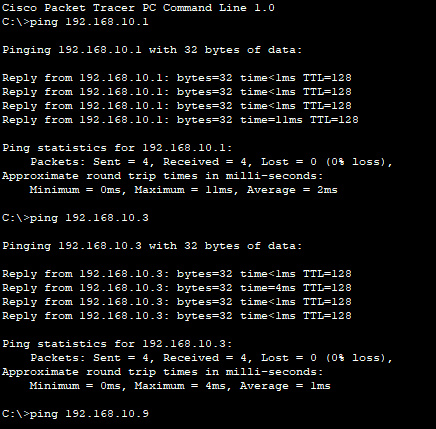 Cisco Packet Tracer PC Command Line 1.0
C:\>ping 192.168.10.1
Pinging 192.168.10.1 with 32 bytes of data:
Reply from 192.168.10.1: bytes=32 time<1ms TTL=128
Reply from 192.168.10.1: bytes=32 time<1ms TTL=128
Reply from 192.168.10.1: bytes=32 time<1ms TTL=128
Reply from 192.168.10.1: bytes=32 time=11ms TTL=128
Ping statistics for 192.168.10.1:
Packets: Sent = 4, Received = 4, Lost = 0 (0% loss),
Approximate round trip times in milli-seconds:
Minimum = 0ms, Maximum = 11ms, Average = 2ms
C:\>ping 192.168.10.3
Pinging 192.168.10.3 with 32 bytes of data:
Reply from 192.168.10.3: bytes=32 time<1ms TTL=128
Reply from 192.168.10.3: bytes=32 time=4ms TTL=128
Reply from 192.168.10.3: bytes=32 time<1ms TTL=128
Reply from 192.168.10.3: bytes=32 time<1ms TTL=128
Ping statistics for 192.168.10.3:
Packets: Sent = 4, Received = 4, Lost = 0 (0% loss),
Approximate round trip times in milli-seconds:
Minimum = 0ms, Maximum = 4ms, Average = 1ms
C:\>ping 192.168.10.9